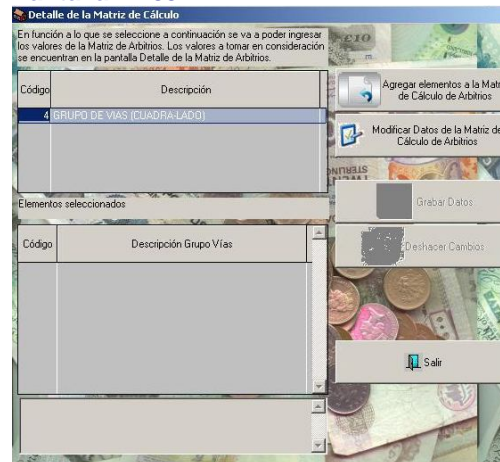 Detalle de la Matriz de Cálculo
En función a lo que se seleccione a continuación se va a poder ingresar
los valores de la Matriz de Arbitrios. Los valores a tomar en consideración
se encuentran en la pantalla Detalle de la Matriz de Arbitrios.
Código Descripción
4 GRUPO DE VIAS (CUADRA-LADO)
Agregar elementos a la Matr
de Cálculo de Arbitrios
Modificar Datos de la Matriz de
Cálculo de Arbitrios
Elementos seleccionados
Grabar Datos
Código Descripción Grupo Vías
Deshacer Cambios
Salir